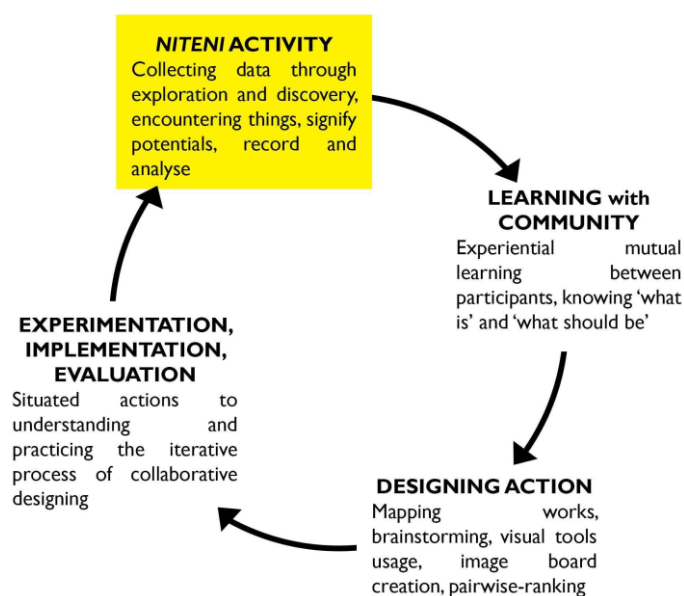 NITENI ACTIVITY
Collecting data through
exploration and discovery,
encountering things, signify
potentials, record and
analyse
LEARNING with
COMMUNITY
Experiential mutual
learning between
participants, knowing ‘what
is’ and ‘what should be’
DESIGNING ACTION
Mapping works,
brainstorming, visual tools
usage, image board
creation, pairwise-ranking
EXPERIMENTATION,
IMPLEMENTATION,
EVALUATION
Situated actions to
understanding and
practicing the iterative
process of collaborative
designing